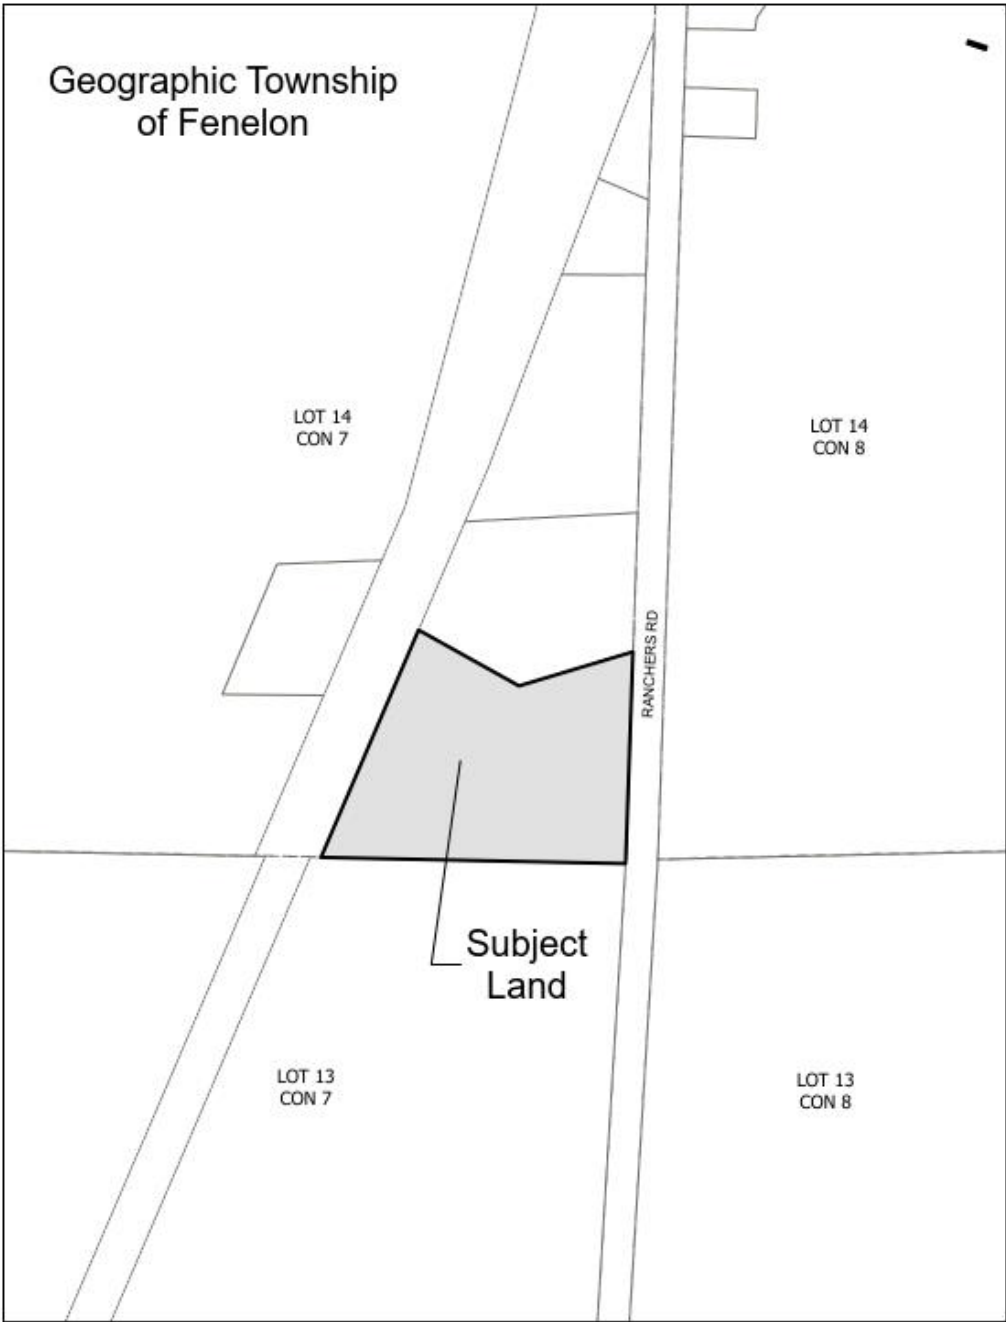 Geographic Township
of Fenelon
LOT 14
CON 7
LOT 14
CON 8
RANCHERS RD
Subject
Land
LOT 13
CON 7
LOT 13
CON 8